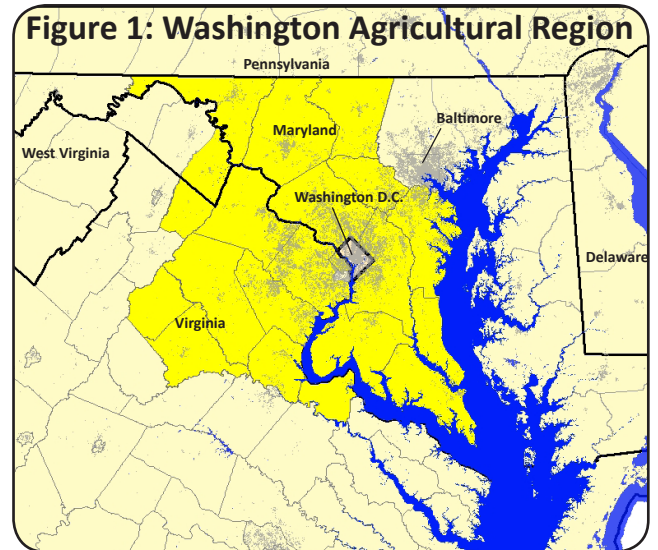 Figure 1: Washington Agricultural Region
Pennsylvania
Baltimore
Maryland
West Virginia
Washington D.C.
Delaware
Virginia